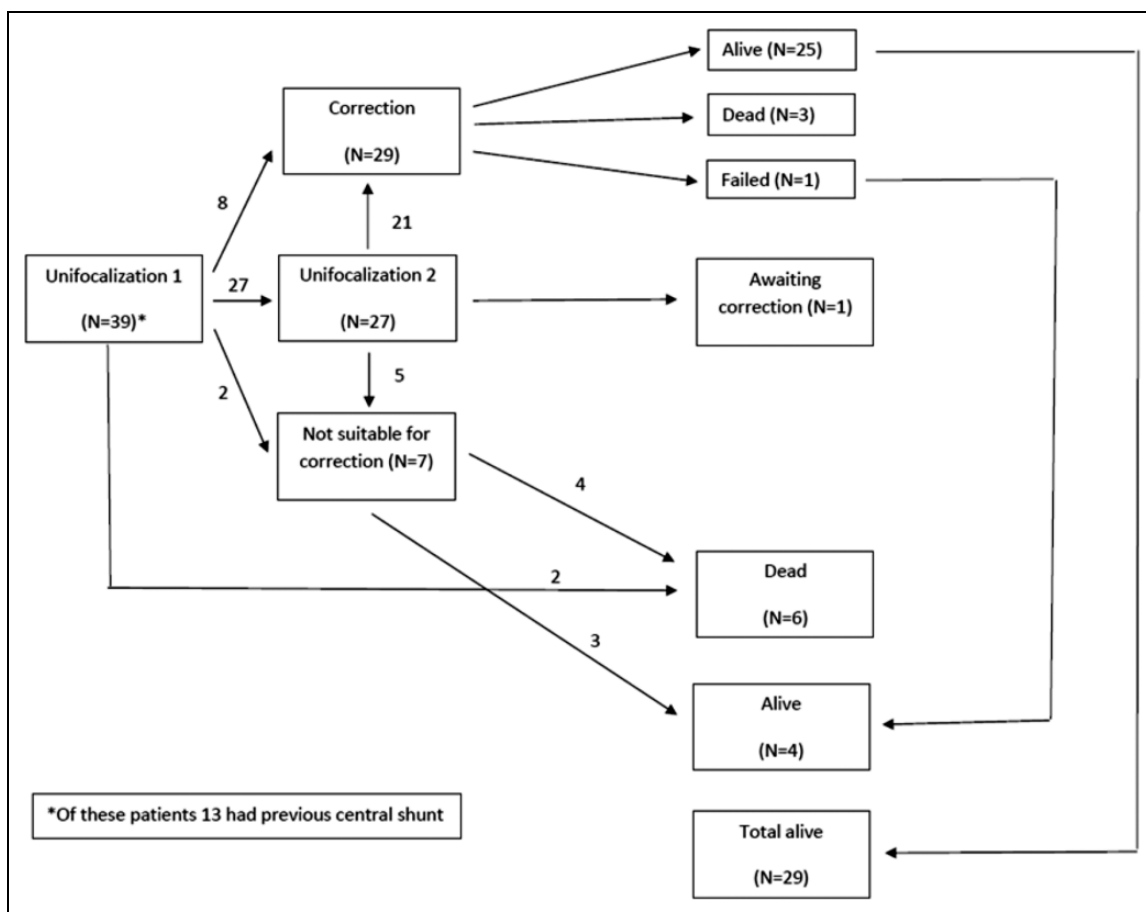 Alive (N=25)
Correction
(N=29)
Dead (N=3)
Failed (N=1)
8
21
Unifocalization 1
(N=39)*
27
Unifocalization 2
(N=27)
Awaiting
correction (N=1)
2
5
Not suitable for
correction (N=7)
4
2
Dead
(N=6)
3
Alive
(N=4)
*Of these patients 13 had previous central shunt
Total alive
(N=29)